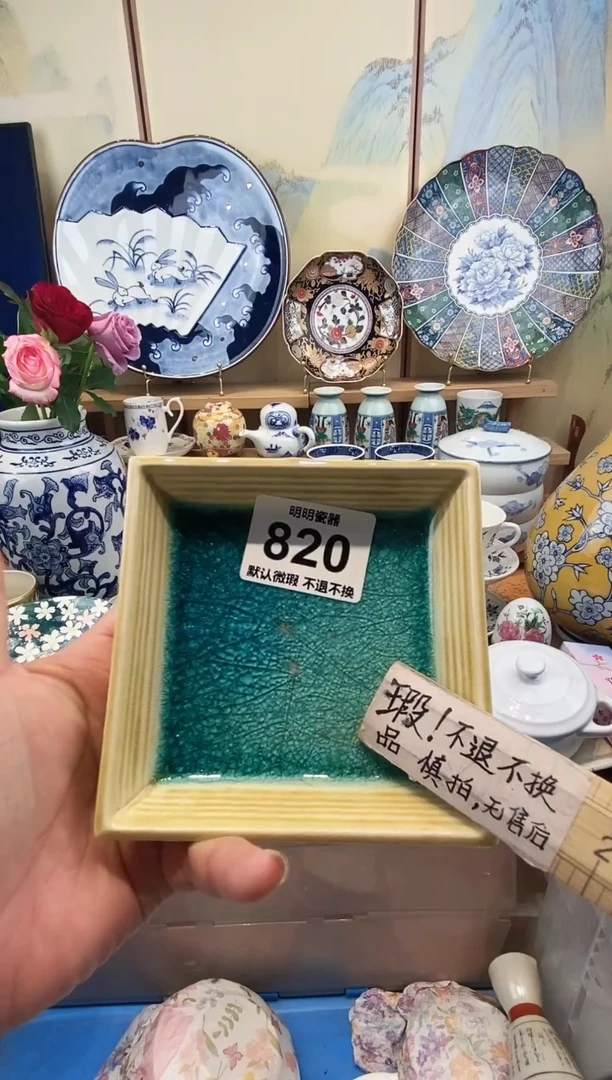 明明瓷器
820
默认微瑕 不退不换
瑕！不退不换
品 慎拍,无售后
2